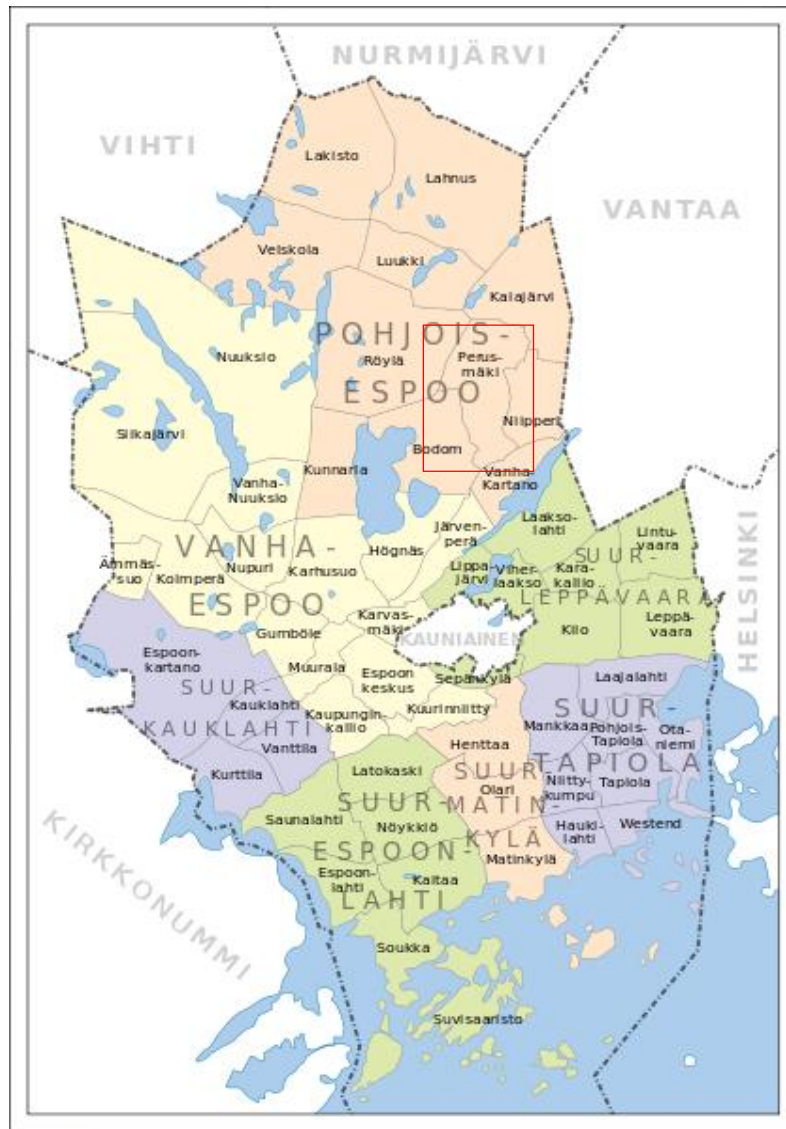 NURMIJÄRVI
VIHTI
Lakisto
Lahnus
VANTAA
Velskola
Luukki
Kalajärvi
POHJOIS-
ESPOO
Nuuksio
Röylä
Perus-
mäki
Siikajärvi
Niipperi
Bodom
Kunnarla
Vanha-
Nuuksio
Vanha-
Kartano
Järven-
perä
Laakso-
lahti
Lintu-
vaara
VANHA-
ESPOO
Högnäs
SUUR-
LEPPÄVAARA
HELSINKI
Ämmäs-
suo
Kolmperä
Nupuri
Karhusuo
Lippa-
järvi
Viher-
laakso
Kara-
kallio
Karvas-
mäki
KAUNIAINEN
Kilo
Leppä-
vaara
Gumböle
Espoon-
kartano
Muurala
Espoon
keskus
Sepänkylä
Laajalahti
SUUR-
KAUKLAHTI
Kauklahti
Kaupungin-
kallio
Kuurinniitty
SUUR-
TAPIOLA
Mankkaa
Pohjois-
Tapiola
Ota-
niemi
Vanttila
Henttaa
Kurttila
Latokaski
SUUR-
MATIN-
KYLÄ
Olari
Niitty-
kumpu
Tapiola
SUUR-
ESPOON-
LAHTI
Saunalahti
Nöykkiö
Hauki-
lahti
Westend
Matinkylä
Espoon-
lahti
Kaitaa
KIRKKONUMMI
Soukka
Suvisaaristo